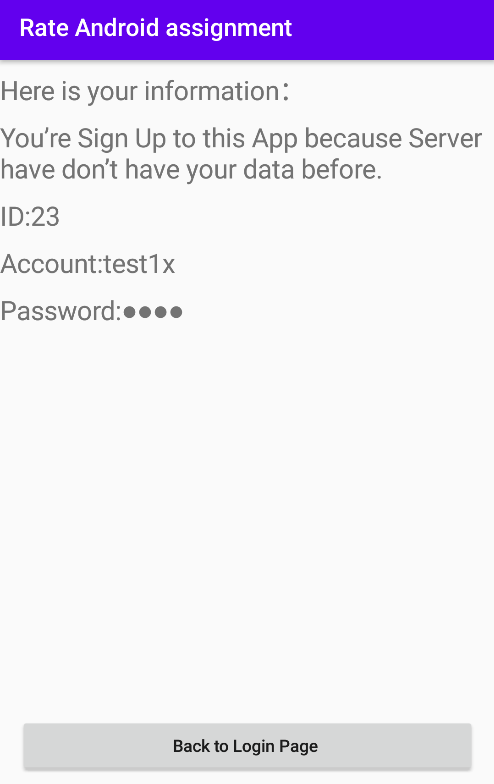 Rate Android assignment
Here is your information：
You’re Sign Up to this App because Server
have don’t have your data before.
ID:23
Account:test1x
Password:●●●●
Back to Login Page